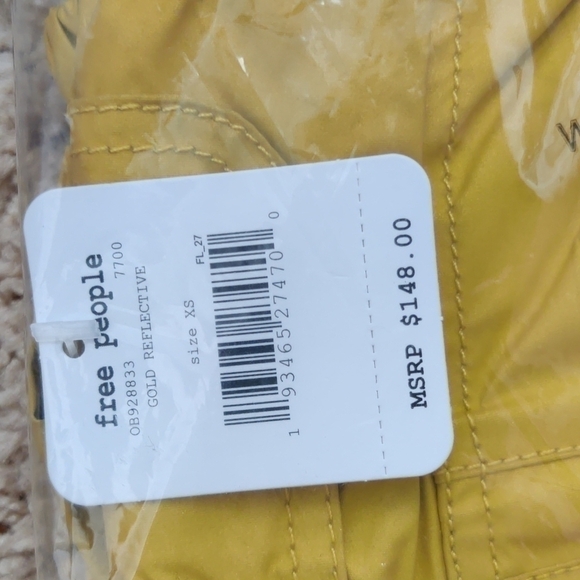 free people
OB928833 7700
GOLD REFLECTIVE
size XS
FL_27
1 93465 27470 0
MSRP $148.00
W